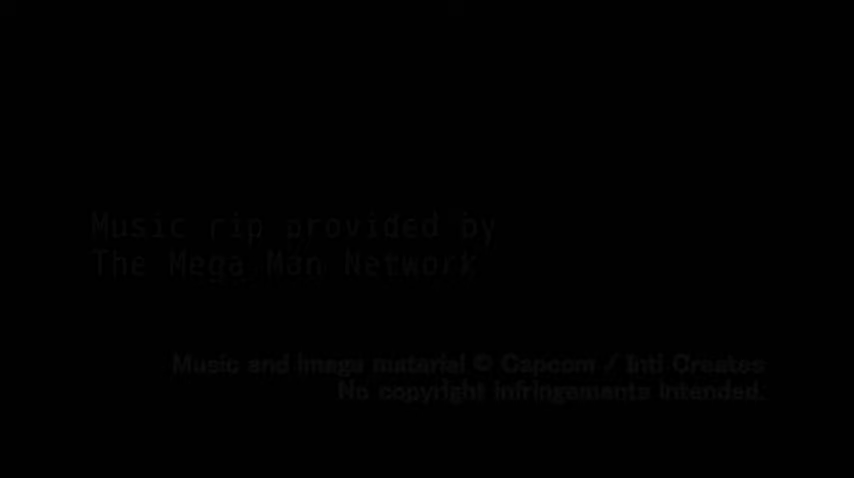 Music rip provided by
The Mega Man Network
Music and image material © Capcom / Inti Creates
No copyright infringements intended.